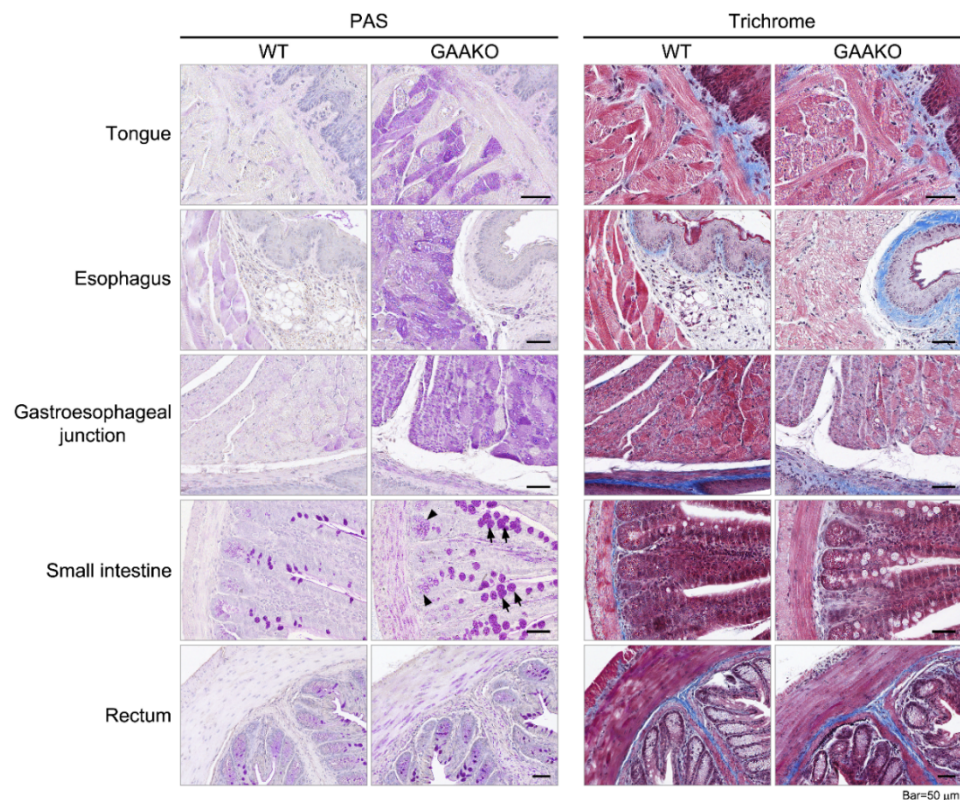 PAS Trichrome
WT GAAKO WT GAAKO
Tongue
Esophagus
Gastroesophageal
junction
Small intestine
Rectum
Bar=50 μm